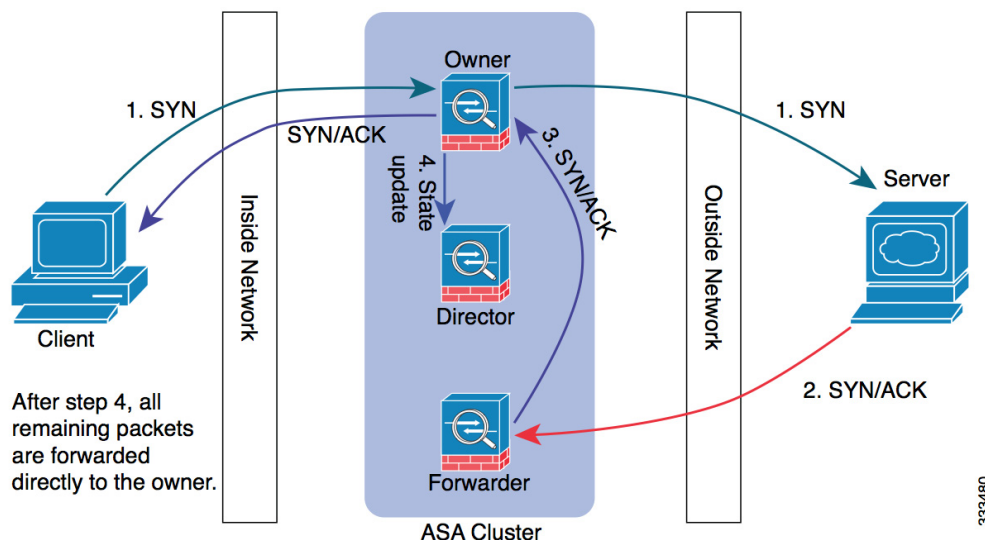 Owner
1. SYN
SYN/ACK
1. SYN
3. SYN/ACK
4. State
update
Server
Inside Network
Outside Network
Director
Client
2. SYN/ACK
After step 4, all
remaining packets
are forwarded
directly to the owner.
Forwarder
ASA Cluster
333480